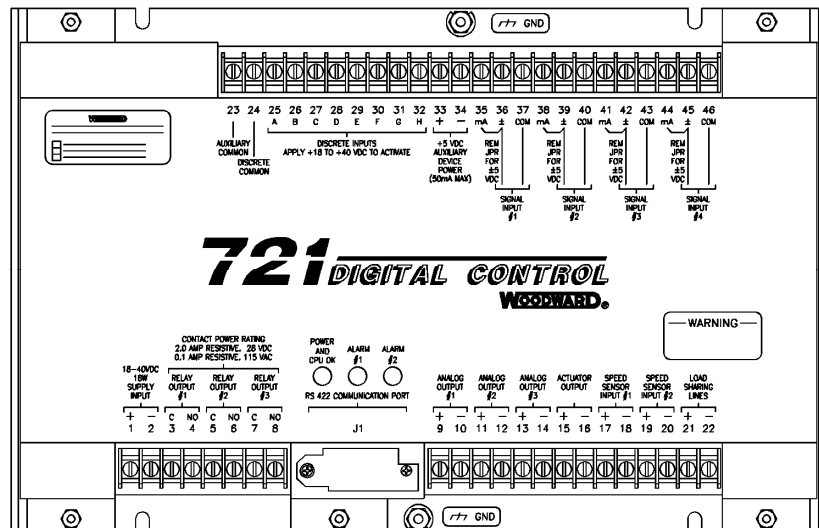 GND
23 24 25 26 27 28 29 30 31 32 33 34 35 36 37 38 39 40 41 42 43 44 45 46
A B C D E F G H + − mA ± COM mA ± COM mA ± COM mA ± COM
AUXILIARY
COMMON
DISCRETE
COMMON
DISCRETE INPUTS
APPLY +18 TO +40 VDC TO ACTIVATE
+5 VDC
AUXILIARY
DEVICE
POWER
(50mA MAX)
REM
JPR
FOR
±5
VDC
SIGNAL
INPUT
#1
REM
JPR
FOR
±5
VDC
SIGNAL
INPUT
#2
REM
JPR
FOR
±5
VDC
SIGNAL
INPUT
#3
REM
JPR
FOR
±5
VDC
SIGNAL
INPUT
#4
WOODWARD
721 DIGITAL CONTROL
WOODWARD®
WARNING
CONTACT POWER RATING
2.0 AMP RESISTIVE, 28 VDC
0.1 AMP RESISTIVE, 115 VAC
18-40VDC
18W
SUPPLY
INPUT
RELAY
OUTPUT
#1
RELAY
OUTPUT
#2
RELAY
OUTPUT
#3
POWER
AND
CPU OK
ALARM
#1
ALARM
#2
RS 422 COMMUNICATION PORT
ANALOG
OUTPUT
#1
ANALOG
OUTPUT
#2
ANALOG
OUTPUT
#3
ACTUATOR
OUTPUT
SPEED
SENSOR
INPUT #1
SPEED
SENSOR
INPUT #2
LOAD
SHARING
LINES
+ − C NO C NO C NO + − + − + − + − + − + − + −
1 2 3 4 5 6 7 8 J1 9 10 11 12 13 14 15 16 17 18 19 20 21 22
GND